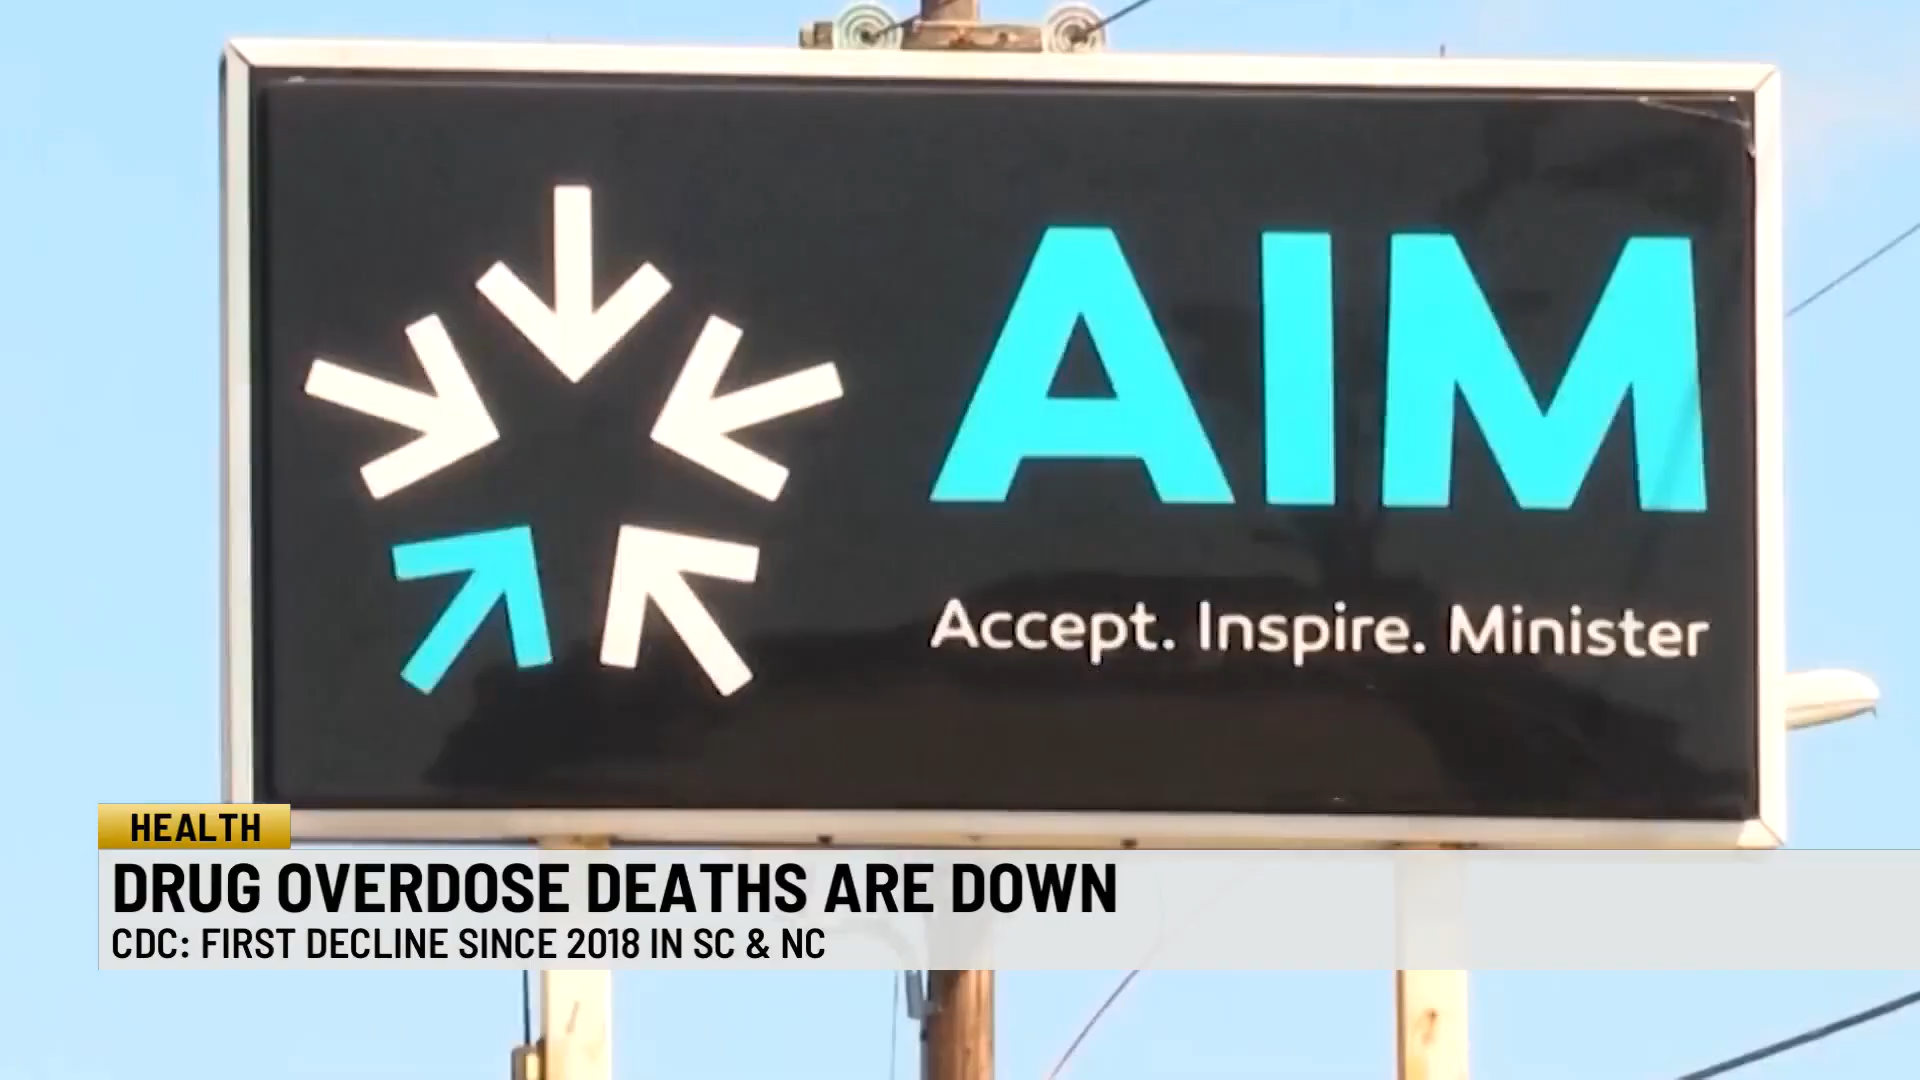 AIM
Accept. Inspire. Minister
HEALTH
DRUG OVERDOSE DEATHS ARE DOWN
CDC: FIRST DECLINE SINCE 2018 IN SC & NC